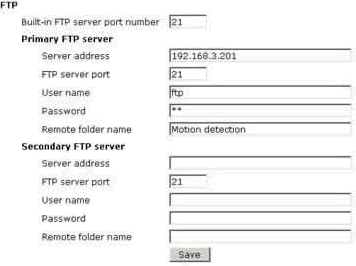 FTP
Built-in FTP server port number 21
Primary FTP server
Server address 192.168.3.201
FTP server port 21
User name ftp
Password **
Remote folder name Motion detection
Secondary FTP server
Server address
FTP server port 21
User name
Password
Remote folder name
Save